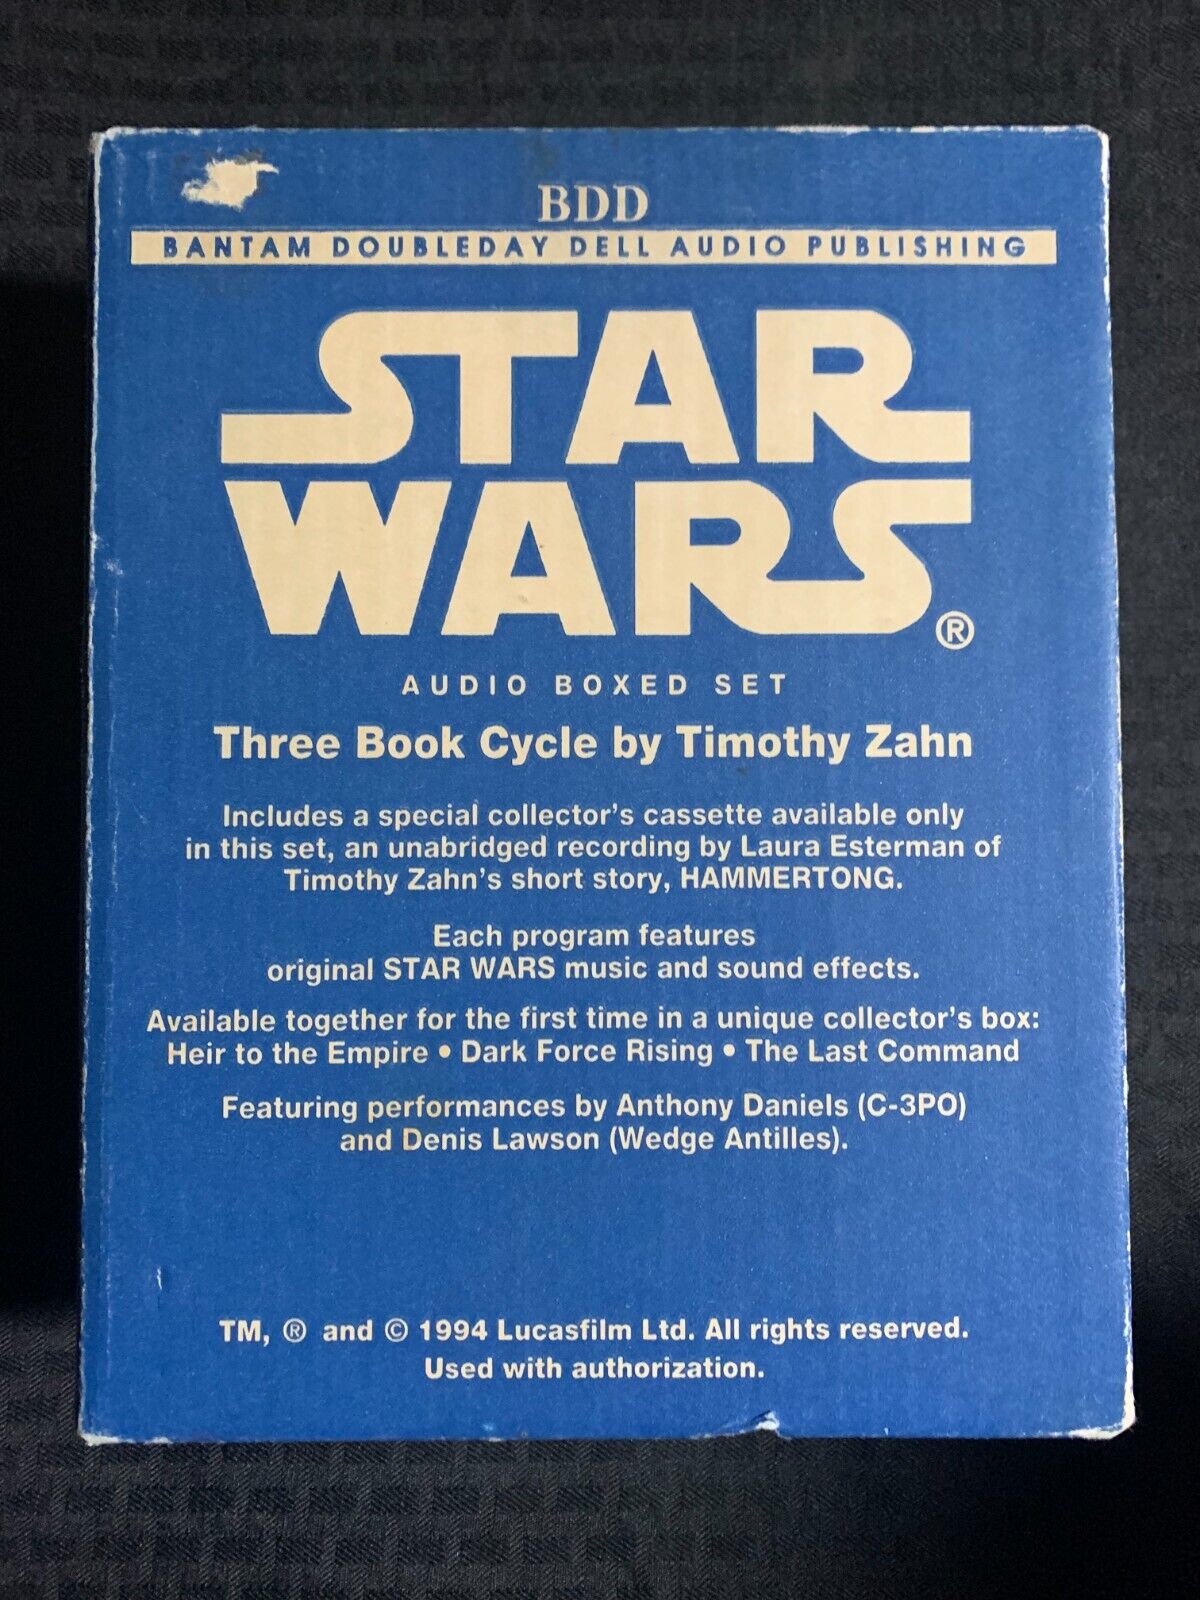 BDD
BANTAM DOUBLEDAY DELL AUDIO PUBLISHING
STAR
WARS®
AUDIO BOXED SET
Three Book Cycle by Timothy Zahn
Includes a special collector's cassette available only
in this set, an unabridged recording by Laura Esterman of
Timothy Zahn's short story, HAMMERTONG.
Each program features
original STAR WARS music and sound effects.
Available together for the first time in a unique collector's box:
Heir to the Empire • Dark Force Rising • The Last Command
Featuring performances by Anthony Daniels (C-3PO)
and Denis Lawson (Wedge Antilles).
TM, ® and © 1994 Lucasfilm Ltd. All rights reserved.
Used with authorization.